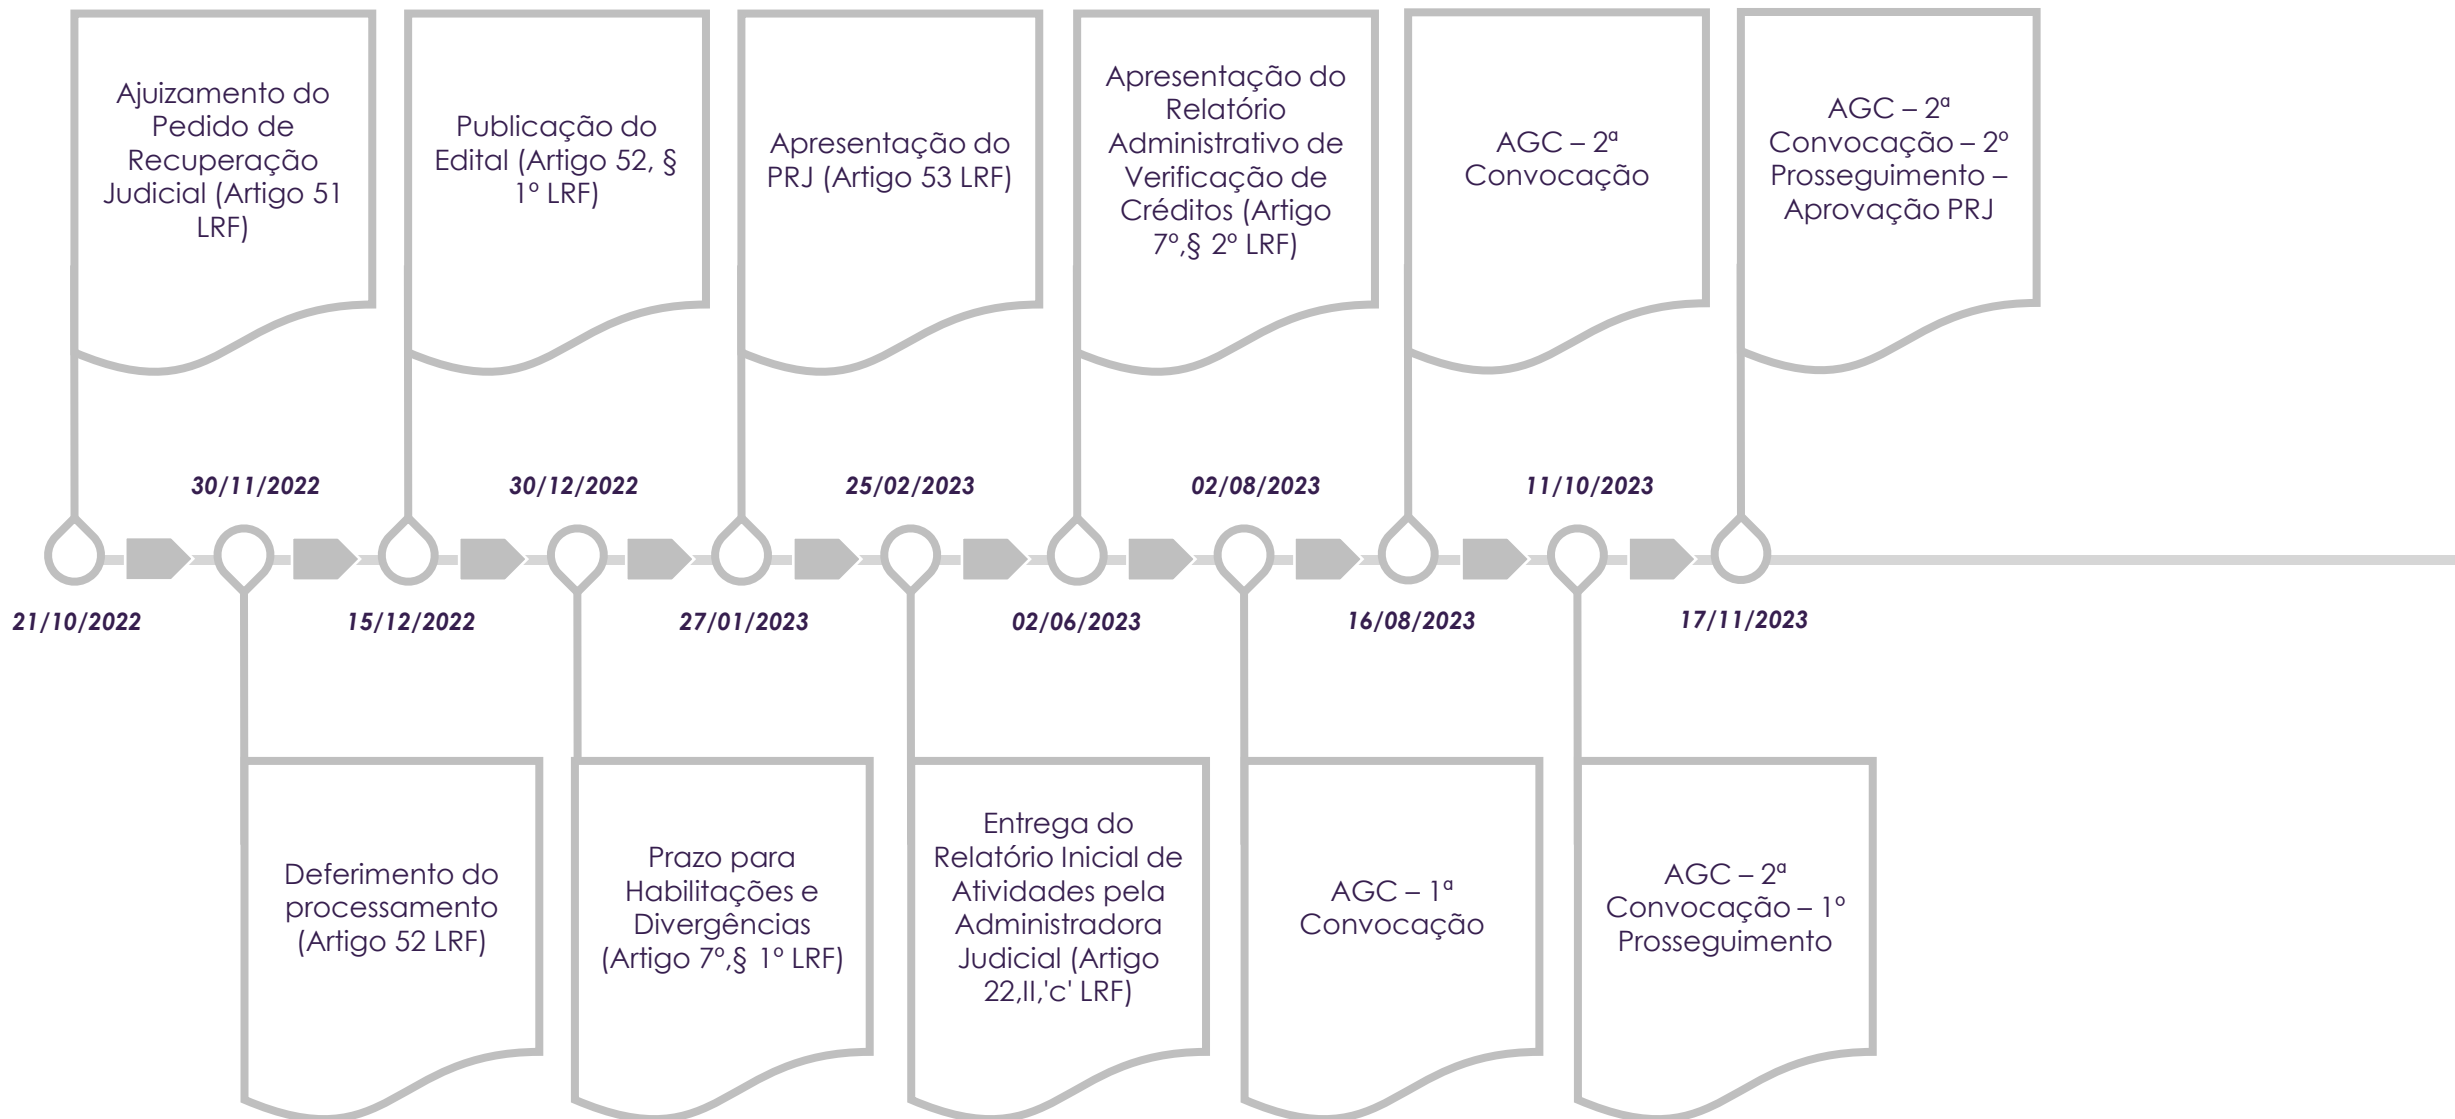 Ajuizamento do
Pedido de
Recuperação
Judicial (Artigo 51
LRF)
Publicação do
Edital (Artigo 52, §
1º LRF)
Apresentação do
PRJ (Artigo 53 LRF)
Apresentação do
Relatório
Administrativo de
Verificação de
Créditos (Artigo
7º,§ 2º LRF)
AGC – 2ª
Convocação
AGC – 2ª
Convocação – 2º
Prosseguimento –
Aprovação PRJ
30/11/2022
30/12/2022
25/02/2023
02/08/2023
11/10/2023
21/10/2022
15/12/2022
27/01/2023
02/06/2023
16/08/2023
17/11/2023
Deferimento do
processamento
(Artigo 52 LRF)
Prazo para
Habilitações e
Divergências
(Artigo 7º,§ 1º LRF)
Entrega do
Relatório Inicial de
Atividades pela
Administradora
Judicial (Artigo
22,II,'c' LRF)
AGC – 1ª
Convocação
AGC – 2ª
Convocação – 1º
Prosseguimento